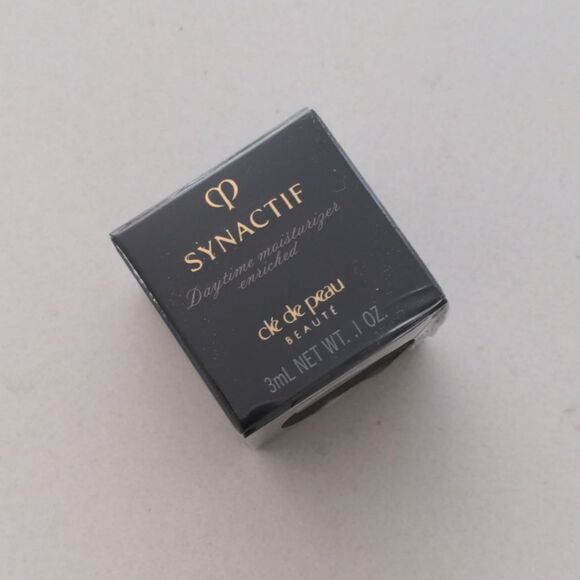 SYNACTIF
Daytime moisturizer
enriched
clé de peau
BEAUTÉ
3mL NET WT. .1 OZ.